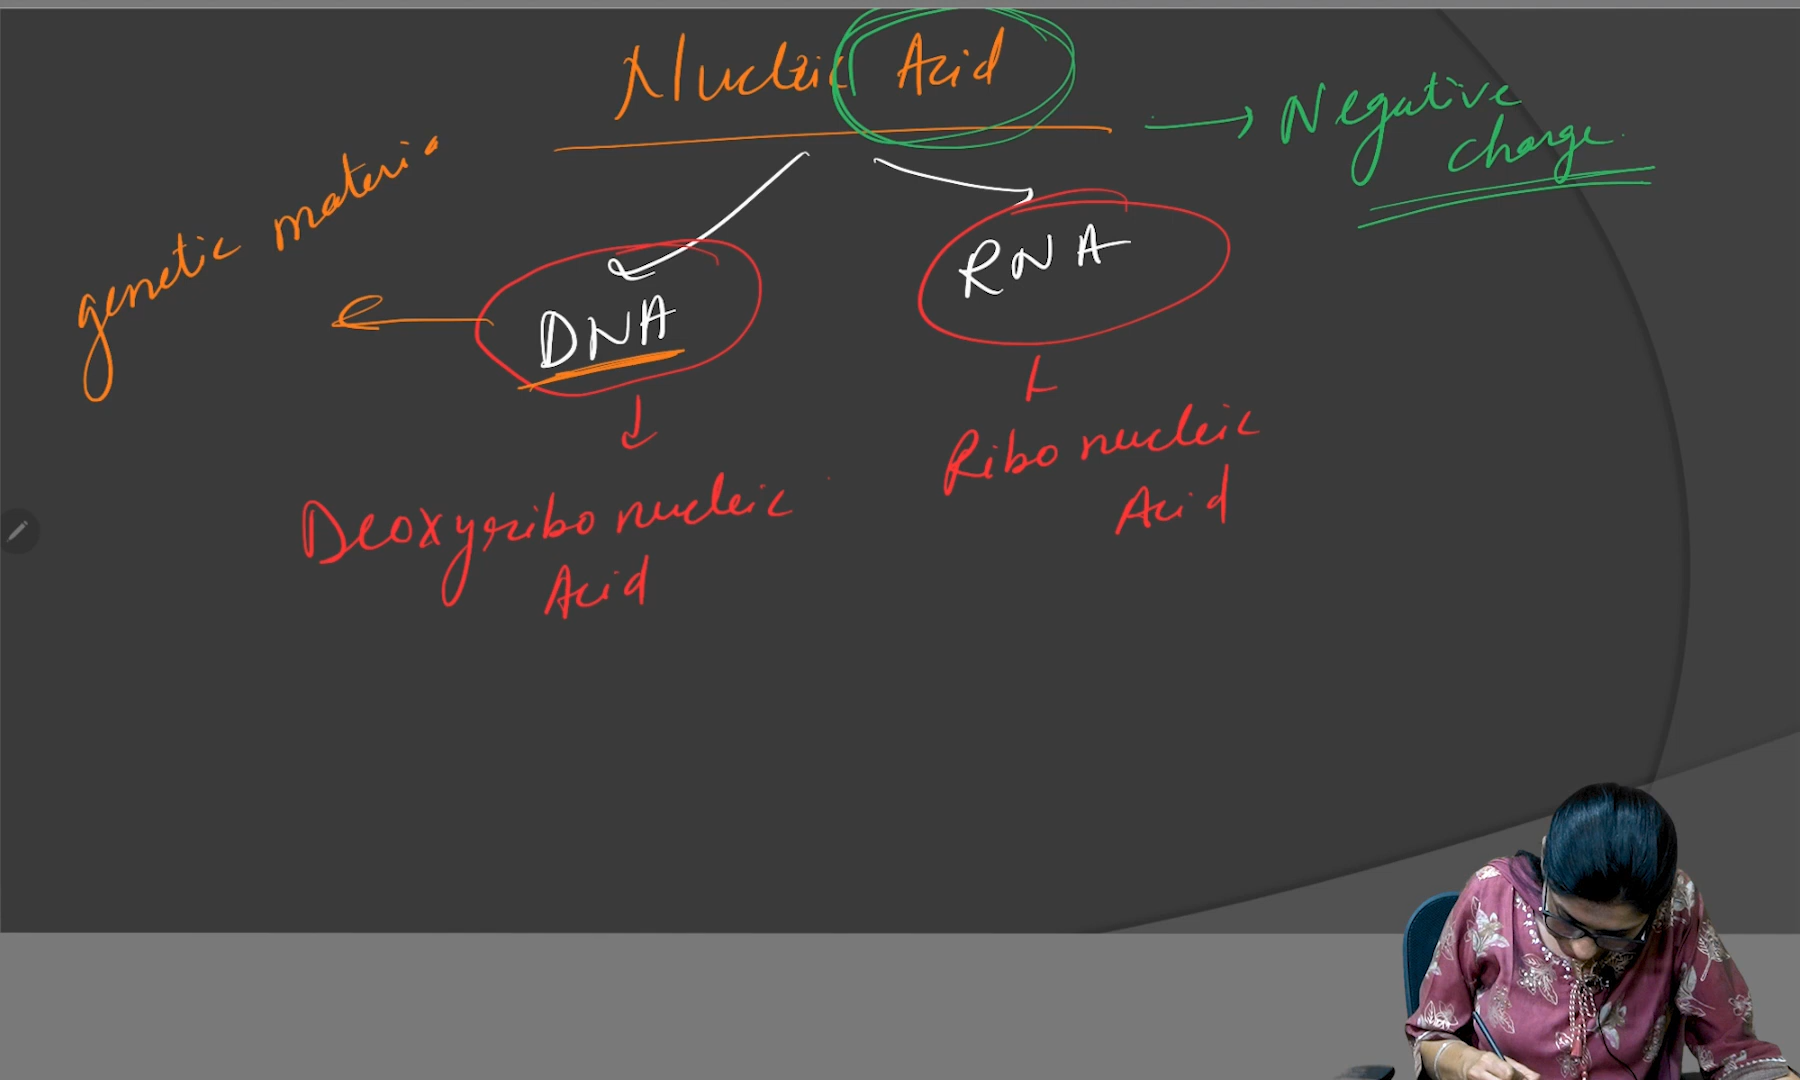 Nucleic Acid
Negative
charge
genetic materia
DNA
RNA
Deoxyribo nucleic
Acid
Ribo nucleic
Acid